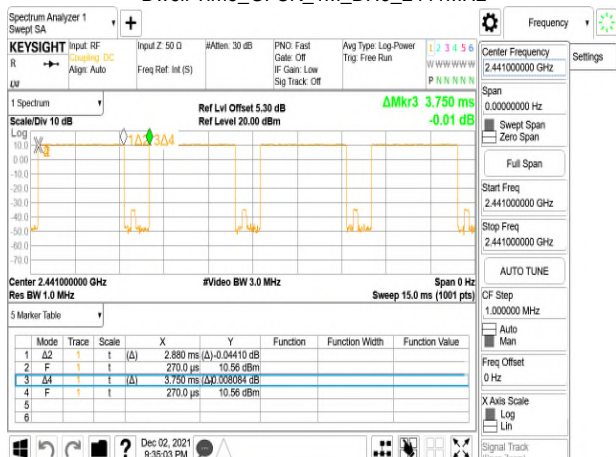 Spectrum Analyzer 1
Swept SA
+
Frequency
KEYSIGHT
R
Input: RF
Coupling: DC
Align: Auto
Input Z: 50 Ω
Freq Ref: Int (S)
#Atten: 30 dB
PNO: Fast
Gate: Off
IF Gain: Low
Sig Track: Off
Avg Type: Log-Power
Trig: Free Run
1 2 3 4 5 6
W W W W W W
P N N N N N
1 Spectrum
Scale/Div 10 dB
Ref Lvl Offset 5.30 dB
Ref Level 20.00 dBm
ΔMkr3 3.750 ms
-0.01 dB
Log
10.0
0.00
-10.0
-20.0
-30.0
-40.0
-50.0
-60.0
-70.0
3Δ4
Center 2.441000000 GHz
Res BW 1.0 MHz
#Video BW 3.0 MHz
Span 0 Hz
Sweep 15.0 ms (1001 pts)
5 Marker Table
Mode Trace Scale X Y Function Function Width Function Value
1 Δ2 1 t (Δ) 2.880 ms (Δ) -0.04410 dB
2 F 1 t 270.0 µs 10.56 dBm
3 Δ4 1 t (Δ) 3.750 ms (Δ) 0.008084 dB
4 F 1 t 270.0 µs 10.56 dBm
5
6
?
Dec 02, 2021
9:35:03 PM
Center Frequency
2.441000000 GHz
Settings
Span
0.00000000 Hz
Swept Span
Zero Span
Full Span
Start Freq
2.441000000 GHz
Stop Freq
2.441000000 GHz
AUTO TUNE
CF Step
1.000000 MHz
Auto
Man
Freq Offset
0 Hz
X Axis Scale
Log
Lin
Signal Track